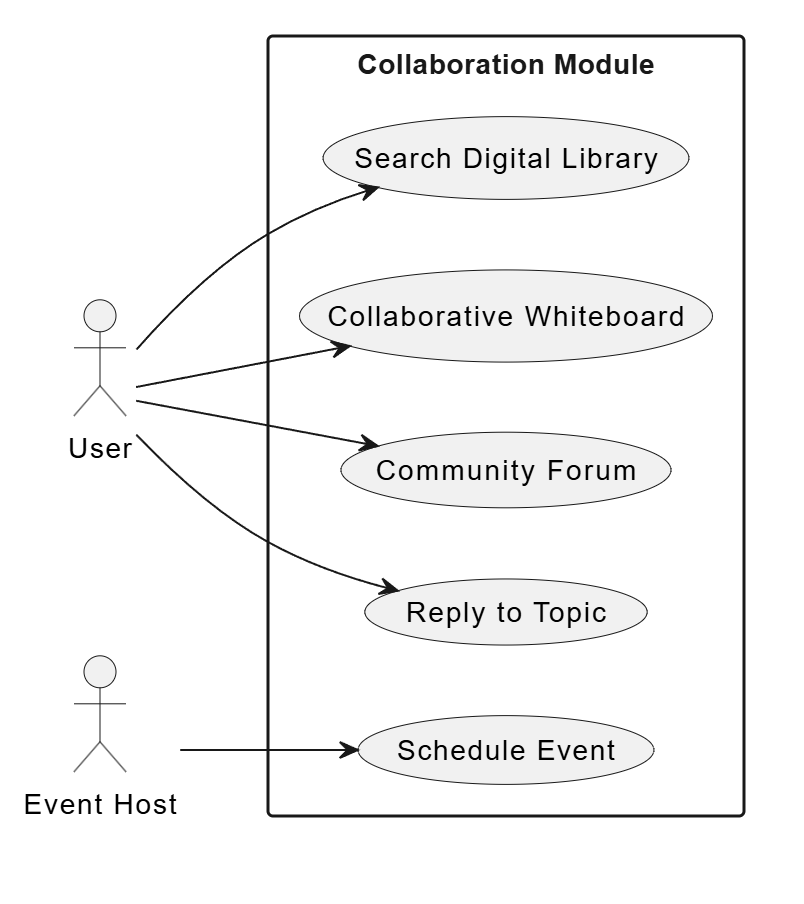 Collaboration Module
Search Digital Library
Collaborative Whiteboard
User
Community Forum
Reply to Topic
Schedule Event
Event Host